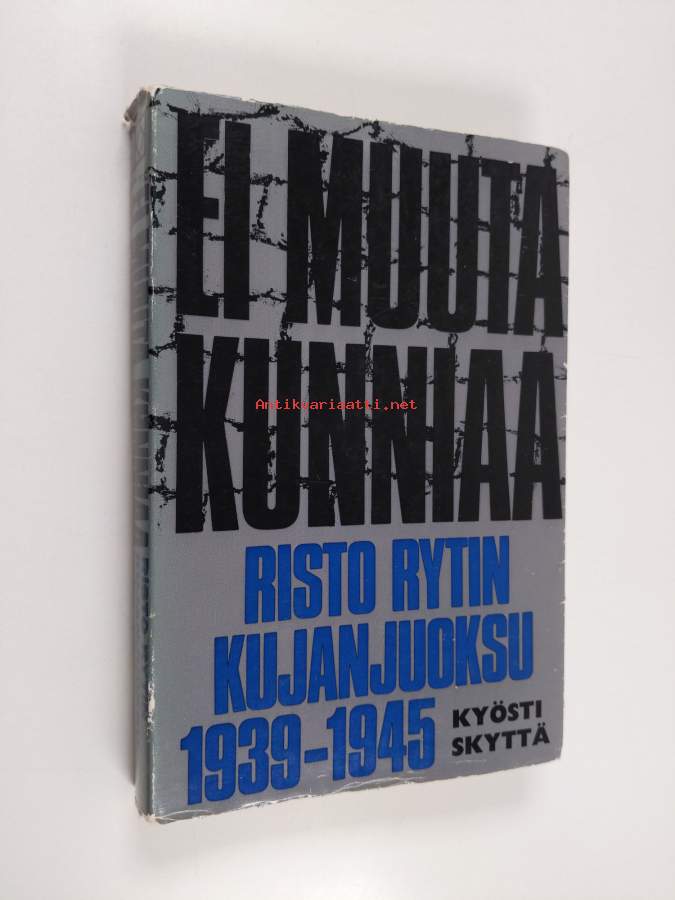 EI MUUTA
KUNNIAA
Antikvariaatti.net
RISTO RYTIN
KUJANJUOKSU
1939-1945
KYÖSTI
SKYTTÄ